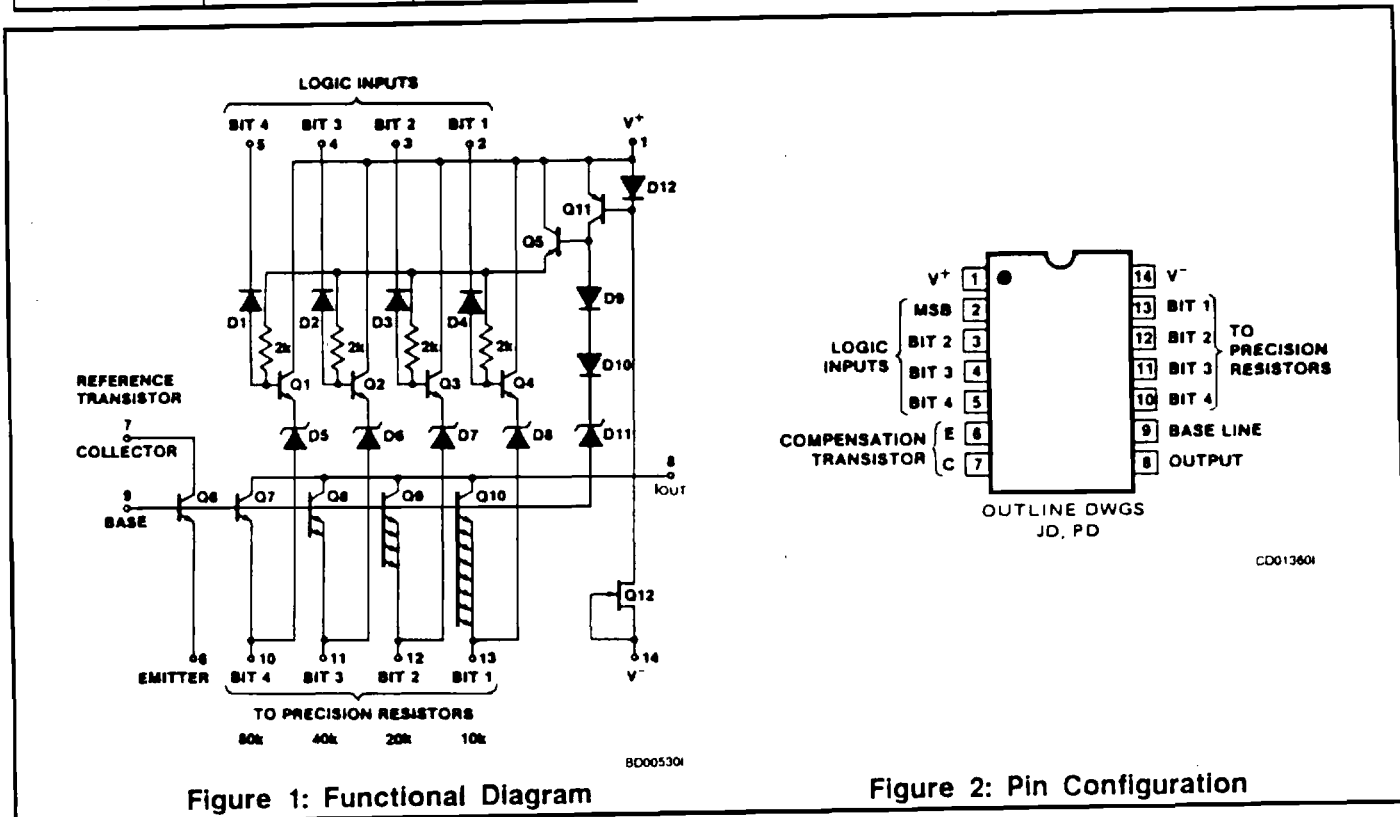 LOGIC INPUTS
BIT 4 BIT 3 BIT 2 BIT 1 V+
5 4 3 2 1
D12
Q11
Q5
D1 D2 D3 D4 D9
2k 2k 2k 2k
D10
Q1 Q2 Q3 Q4
REFERENCE
TRANSISTOR
7
COLLECTOR
D5 D6 D7 D8 D11
8
IOUT
9
BASE
Q6 Q7 Q8 Q9 Q10
Q12
6 10 11 12 13 14
EMITTER BIT 4 BIT 3 BIT 2 BIT 1 V-
TO PRECISION RESISTORS
80k 40k 20k 10k
BD00530I
Figure 1: Functional Diagram
V+ 1 14 V-
MSB 2 13 BIT 1
BIT 2 3 12 BIT 2
BIT 3 4 11 BIT 3
BIT 4 5 10 BIT 4
E 6 9 BASE LINE
C 7 8 OUTPUT
LOGIC
INPUTS
COMPENSATION
TRANSISTOR
TO
PRECISION
RESISTORS
OUTLINE DWGS
JD, PD
CD01360I
Figure 2: Pin Configuration